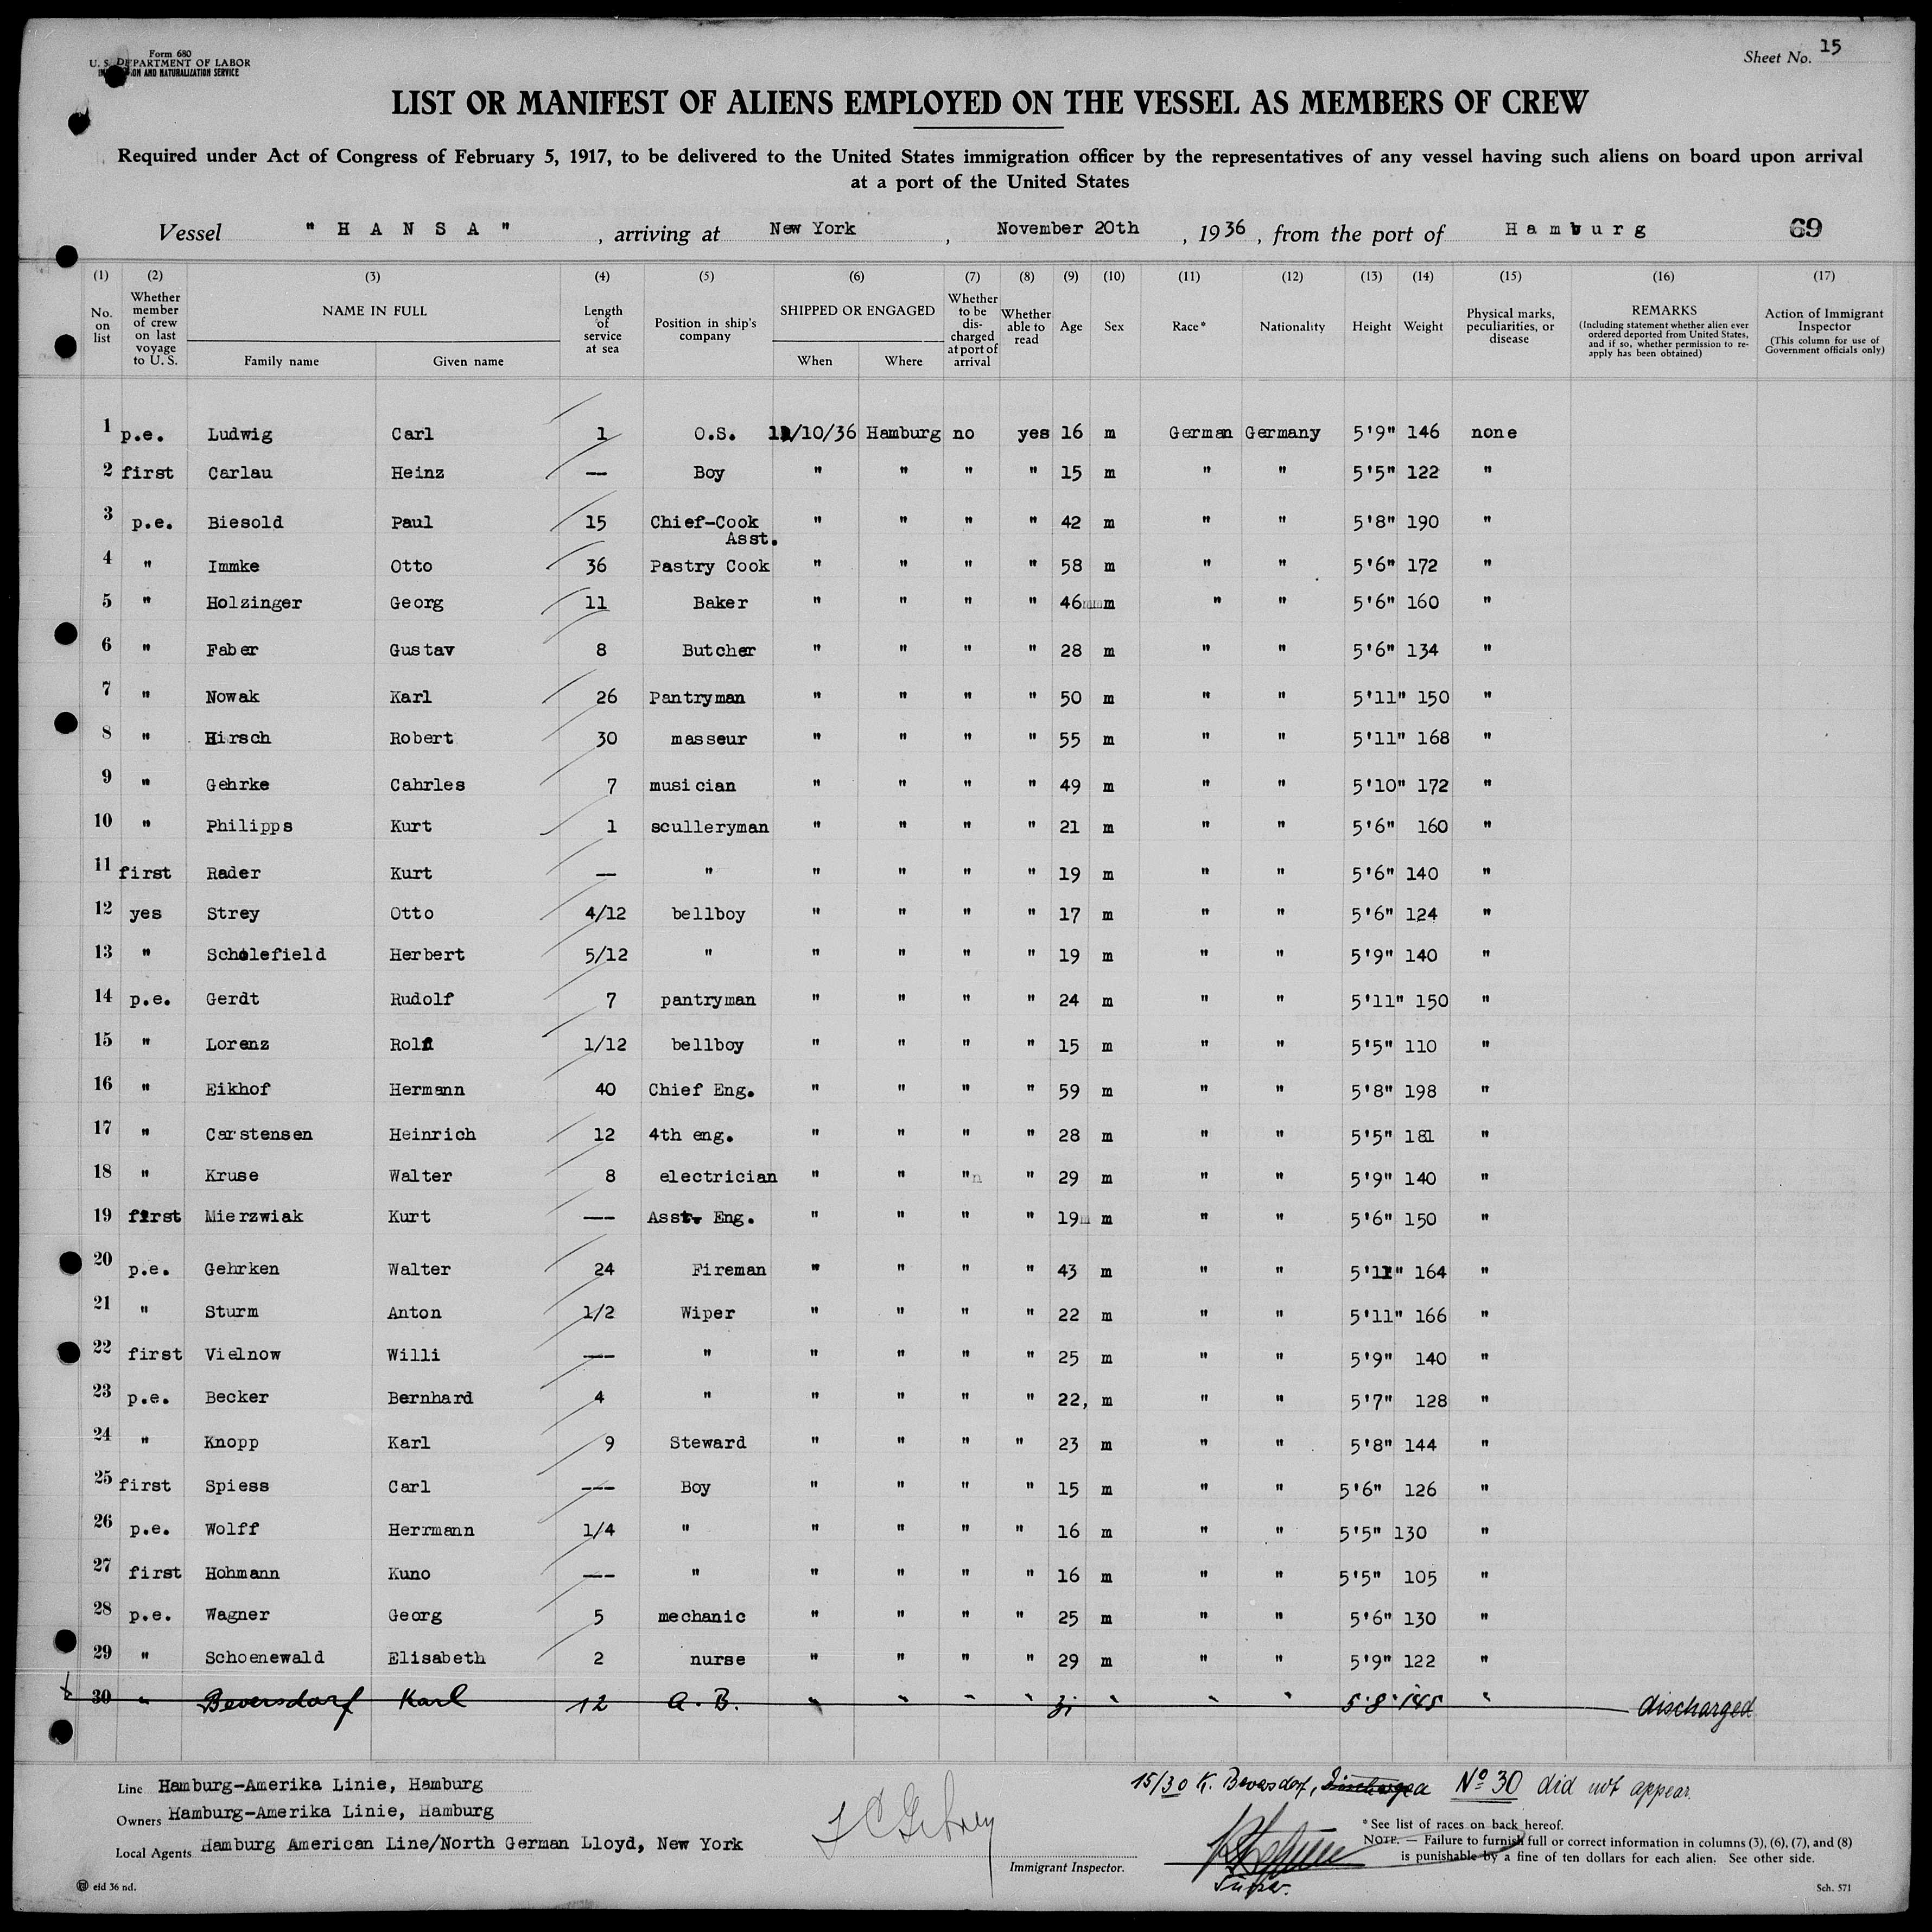 Form 680
U. S. DEPARTMENT OF LABOR
AND NATURALIZATION SERVICE
Sheet No. 15
LIST OR MANIFEST OF ALIENS EMPLOYED ON THE VESSEL AS MEMBERS OF CREW
Required under Act of Congress of February 5, 1917, to be delivered to the United States immigration officer by the representatives of any vessel having such aliens on board upon arrival
at a port of the United States
Vessel " H A N S A " , arriving at New York , November 20th , 1936 , from the port of Hamburg 69
(1) (2) (3) (4) (5) (6) (7) (8) (9) (10) (11) (12) (13) (14) (15) (16) (17)
No. on list
Whether member of crew on last voyage to U. S.
NAME IN FULL
Family name Given name
Length of service at sea
Position in ship's company
SHIPPED OR ENGAGED
When Where
Whether to be dis- charged at port of arrival
Whether able to read
Age Sex Race* Nationality Height Weight
Physical marks, peculiarities, or disease
REMARKS
(Including statement whether alien ever ordered deported from United States, and if so, whether permission to re- apply has been obtained)
Action of Immigrant Inspector
(This column for use of Government officials only)
1 p.e. Ludwig Carl 1 O.S. /10/36 Hamburg no yes 16 m German Germany 5'9" 146 none
2 first Carlau Heinz — Boy " " " " 15 m " " 5'5" 122 "
3 p.e. Biesold Paul 15 Chief-Cook Asst. " " " " 42 m " " 5'8" 190 "
4 " Immke Otto 36 Pastry Cook " " " " 58 m " " 5'6" 172 "
5 " Holzinger Georg 11 Baker " " " " 46 m " " 5'6" 160 "
6 " Faber Gustav 8 Butcher " " " " 28 m " " 5'6" 134 "
7 " Nowak Karl 26 Pantryman " " " " 50 m " " 5'11" 150 "
8 " Hirsch Robert 30 masseur " " " " 55 m " " 5'11" 168 "
9 " Gehrke Cahrles 7 musician " " " " 49 m " " 5'10" 172 "
10 " Philipps Kurt 1 sculleryman " " " " 21 m " " 5'6" 160 "
11 first Rader Kurt — " " " " " 19 m " " 5'6" 140 "
12 yes Strey Otto 4/12 bellboy " " " " 17 m " " 5'6" 124 "
13 " Scholefield Herbert 5/12 " " " " " 19 m " " 5'9" 140 "
14 p.e. Gerdt Rudolf 7 pantryman " " " " 24 m " " 5'11" 150 "
15 " Lorenz Rolf 1/12 bellboy " " " " 15 m " " 5'5" 110 "
16 " Eikhof Hermann 40 Chief Eng. " " " " 59 m " " 5'8" 198 "
17 " Carstensen Heinrich 12 4th eng. " " " " 28 m " " 5'5" 181 "
18 " Kruse Walter 8 electrician " " " " 29 m " " 5'9" 140 "
19 first Mierzwiak Kurt --- Asst. Eng. " " " " 19 m " " 5'6" 150 "
20 p.e. Gehrken Walter 24 Fireman " " " " 43 m " " 5'11" 164 "
21 " Sturm Anton 1/2 Wiper " " " " 22 m " " 5'11" 166 "
22 first Vielnow Willi --- " " " " " 25 m " " 5'9" 140 "
23 p.e. Becker Bernhard 4 " " " " " 22, m " " 5'7" 128 "
24 " Knopp Karl 9 Steward " " " " 23 m " " 5'8" 144 "
25 first Spiess Carl --- Boy " " " " 15 m " " 5'6" 126 "
26 p.e. Wolff Herrmann 1/4 " " " " " 16 m " " 5'5" 130 "
27 first Hohmann Kuno --- " " " " " 16 m " " 5'5" 105 "
28 p.e. Wagner Georg 5 mechanic " " " " 25 m " " 5'6" 130 "
29 " Schoenewald Elisabeth 2 nurse " " " " 29 m " " 5'9" 122 "
30 " Beversdorf Karl 12 A. B. " " " " " " " 5'8" 145 " discharged
Line Hamburg-Amerika Linie, Hamburg
Owners Hamburg-Amerika Linie, Hamburg
Local Agents Hamburg American Line/North German Lloyd, New York
15/30 K. Beversdorf, Discharged No 30 did not appear.
Immigrant Inspector.
* See list of races on back hereof.
NOTE. — Failure to furnish full or correct information in columns (3), (6), (7), and (8)
is punishable by a fine of ten dollars for each alien. See other side.
eld 36 nd.
Sch. 571